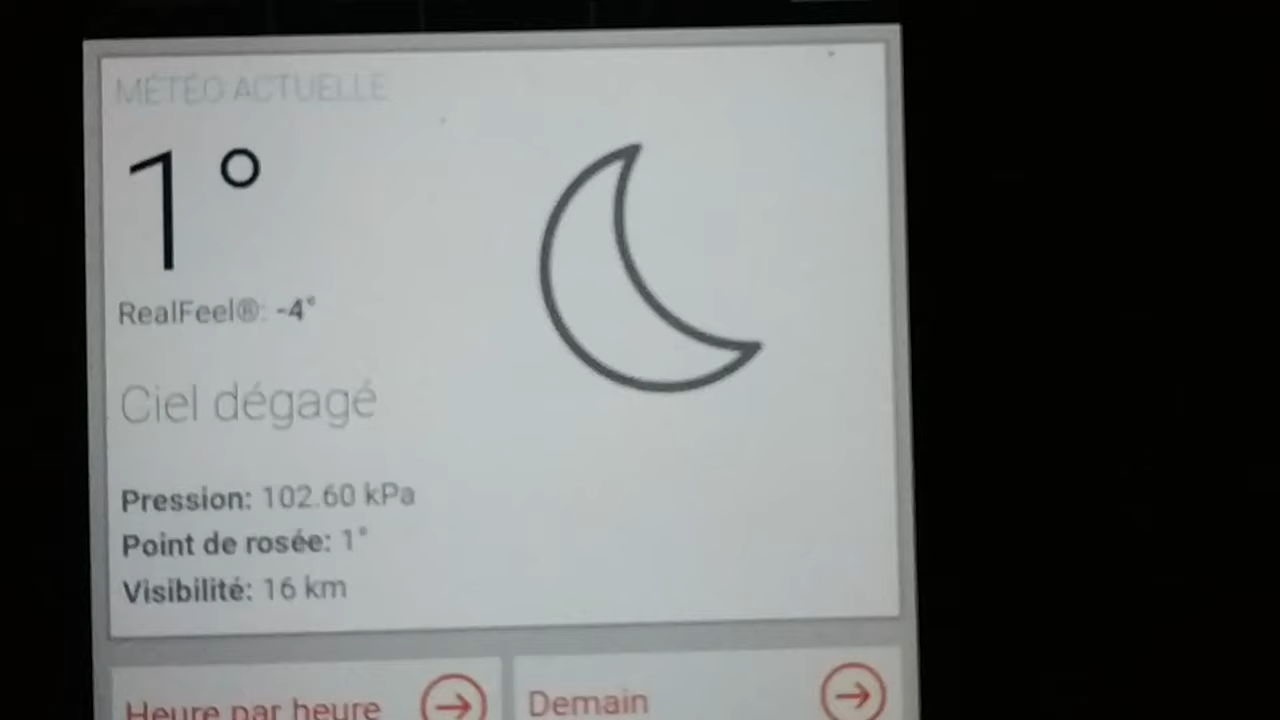 MÉTÉO ACTUELLE
1°
RealFeel®: -4°
Ciel dégagé
Pression: 102.60 kPa
Point de rosée: 1°
Visibilité: 16 km
Heure par heure
Demain